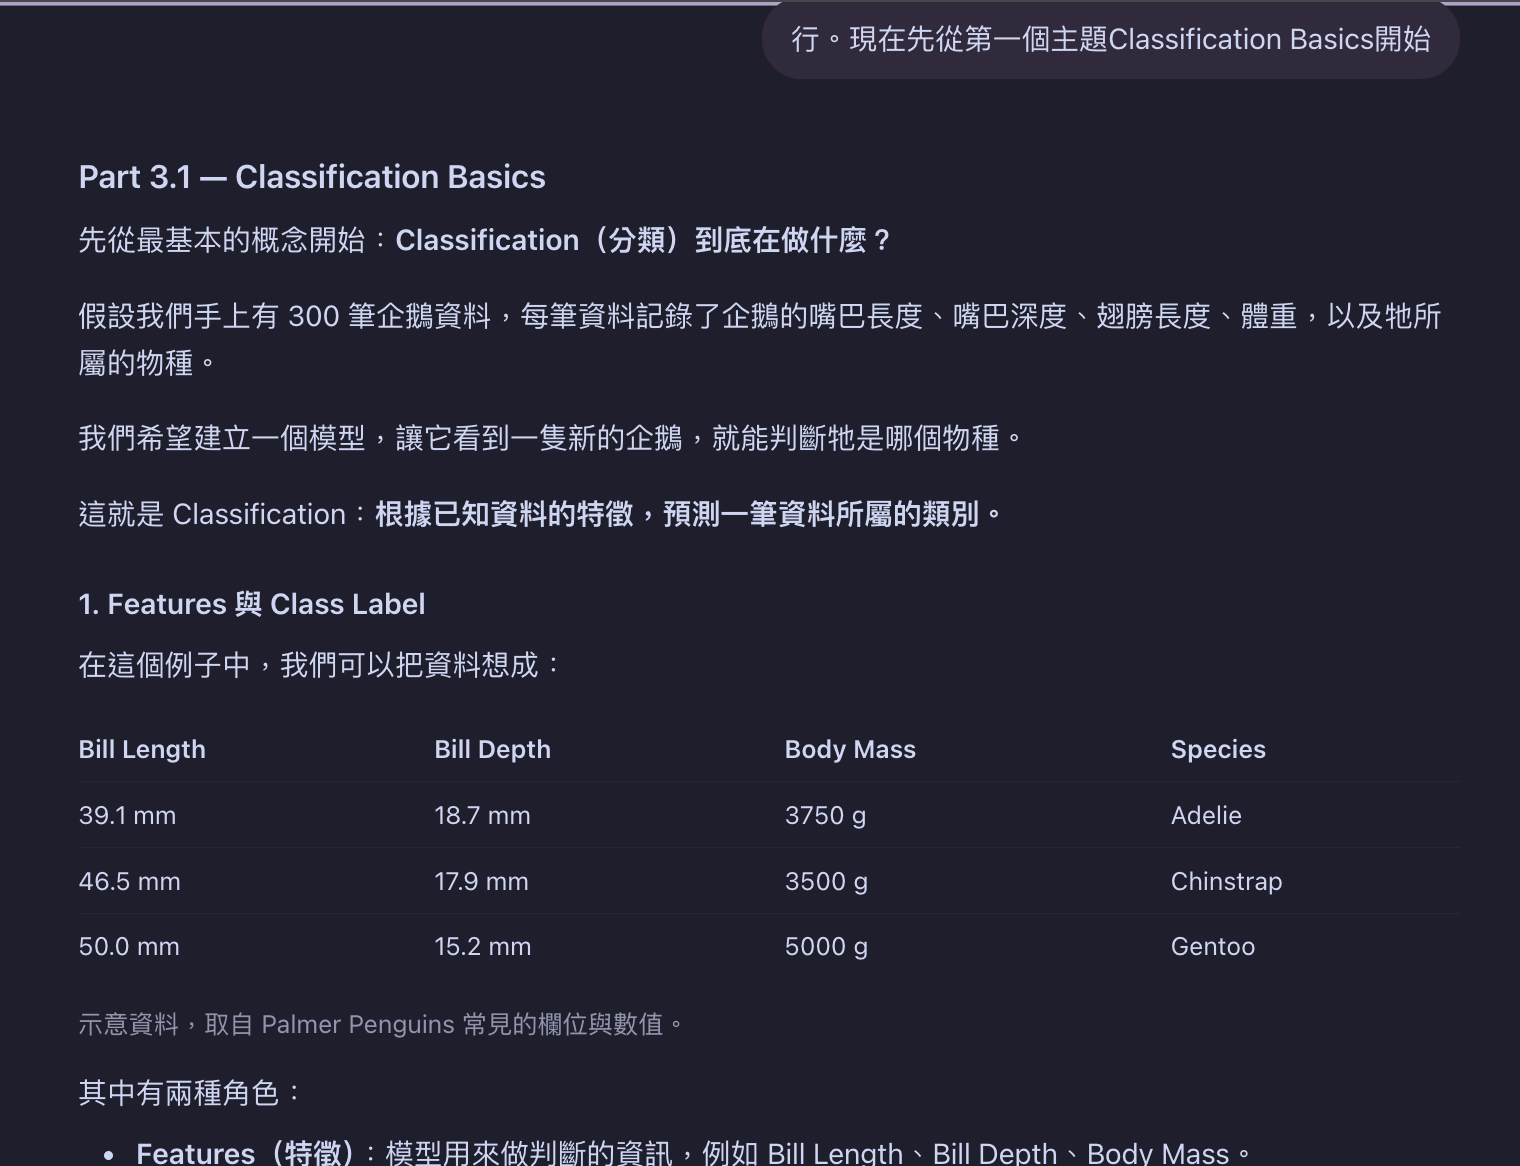 行。現在先從第一個主題Classification Basics開始
Part 3.1 — Classification Basics
先從最基本的概念開始：Classification（分類）到底在做什麼？
假設我們手上有 300 筆企鵝資料，每筆資料記錄了企鵝的嘴巴長度、嘴巴深度、翅膀長度、體重，以及牠所
屬的物種。
我們希望建立一個模型，讓它看到一隻新的企鵝，就能判斷牠是哪個物種。
這就是 Classification：根據已知資料的特徵，預測一筆資料所屬的類別。
1. Features 與 Class Label
在這個例子中，我們可以把資料想成：
Bill Length Bill Depth Body Mass Species
39.1 mm 18.7 mm 3750 g Adelie
46.5 mm 17.9 mm 3500 g Chinstrap
50.0 mm 15.2 mm 5000 g Gentoo
示意資料，取自 Palmer Penguins 常見的欄位與數值。
其中有兩種角色：
• Features（特徵）：模型用來做判斷的資訊，例如 Bill Length、Bill Depth、Body Mass。